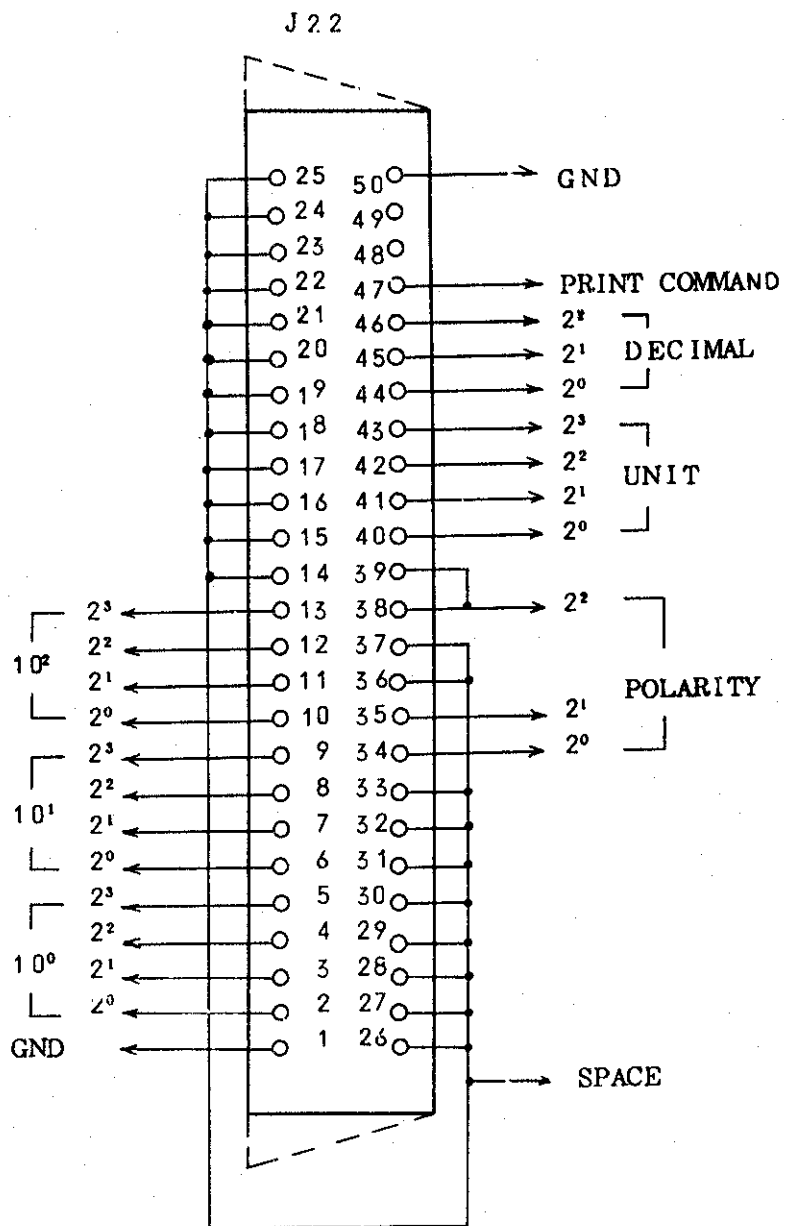 J22
25 50 GND
24 49
23 48
22 47 PRINT COMMAND
21 46 2²
20 45 2¹ DECIMAL
19 44 2⁰
18 43 2³
17 42 2²
UNIT
16 41 2¹
15 40 2⁰
14 39
2³ 13 38 2²
2² 12 37
10²
2¹ 11 36 POLARITY
2⁰ 10 35 2¹
2³ 9 34 2⁰
2² 8 33
10¹
2¹ 7 32
2⁰ 6 31
2³ 5 30
2² 4 29
10⁰ 2¹ 3 28
2⁰ 2 27
GND 1 26
SPACE